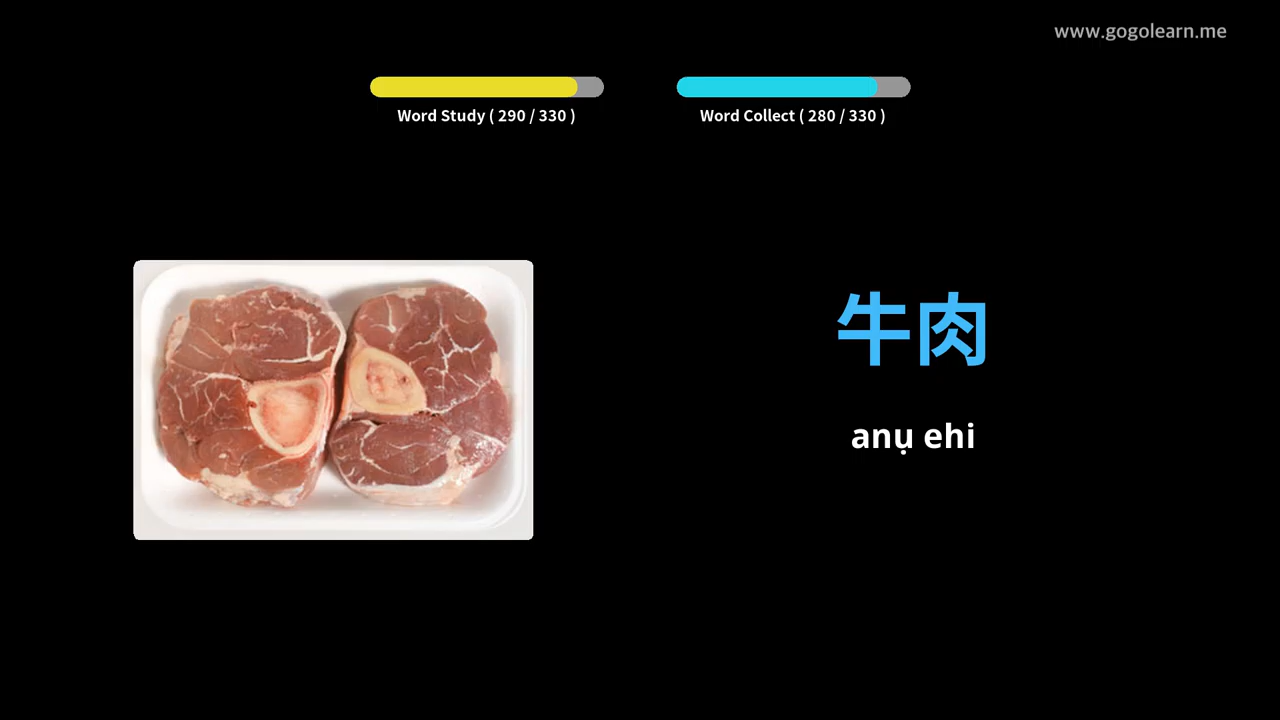 www.gogolearn.me
Word Study ( 290 / 330 )
Word Collect ( 280 / 330 )
牛肉
anụ ehi